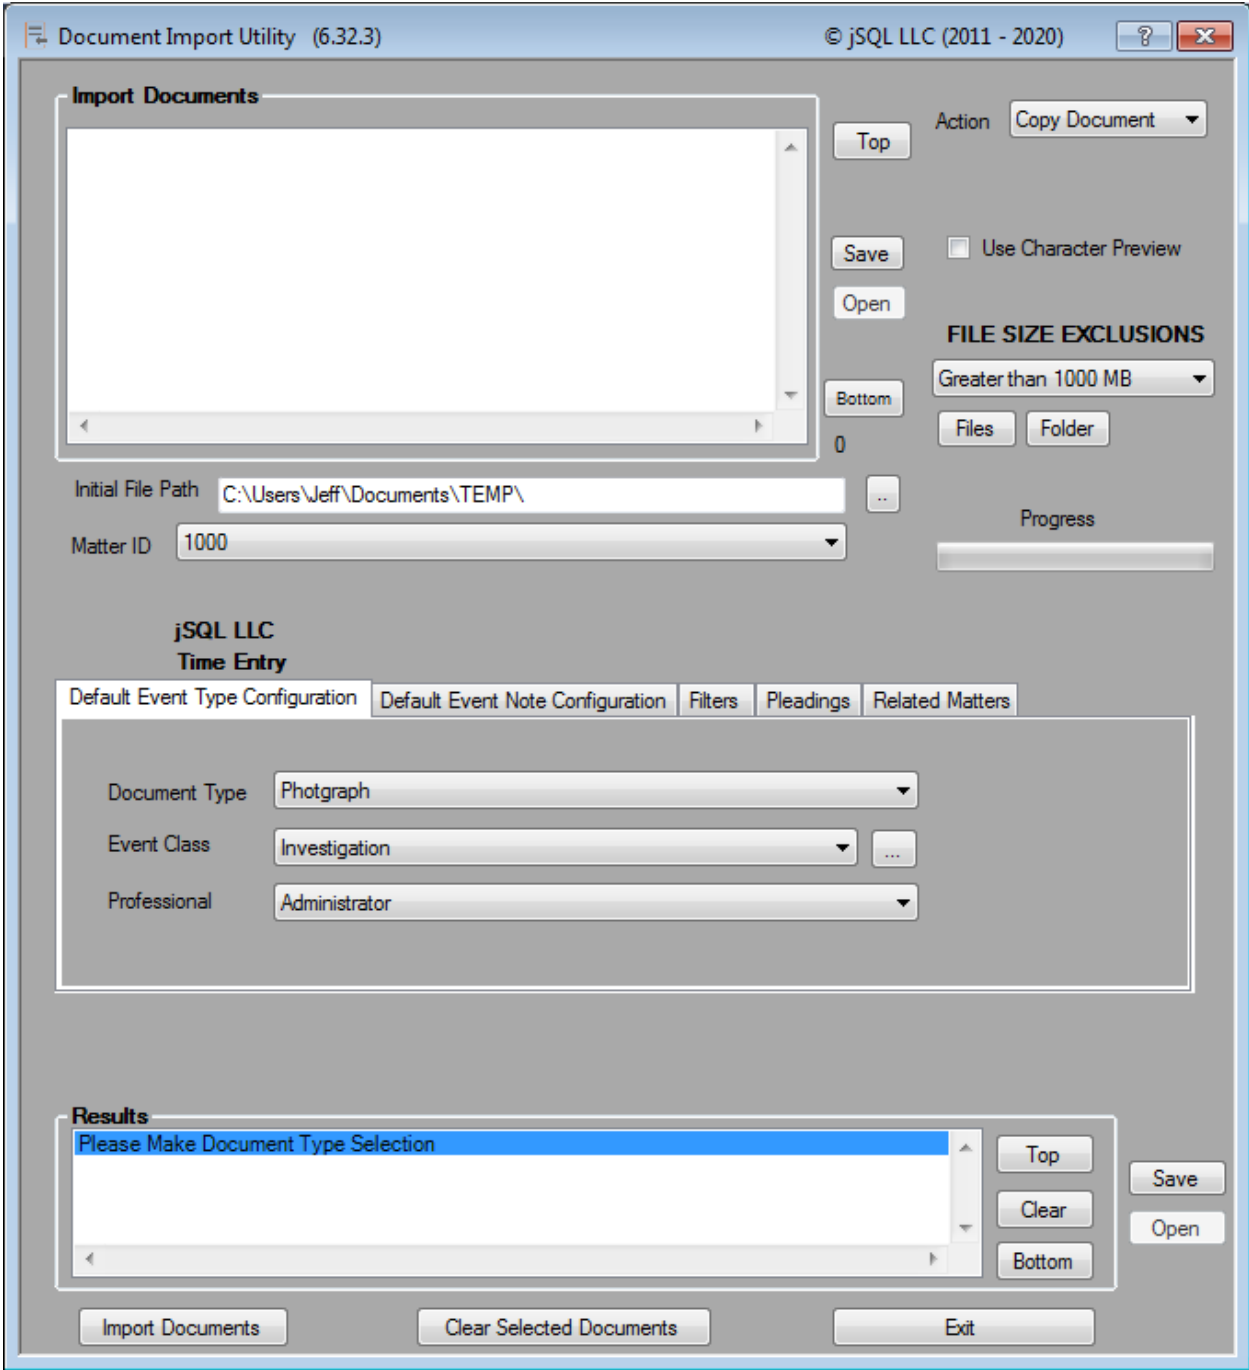 Document Import Utility (6.32.3) © jSQL LLC (2011 - 2020) ?
Import Documents
Top
Action Copy Document
Save
Use Character Preview
Open
FILE SIZE EXCLUSIONS
Greater than 1000 MB
Bottom
Files Folder
0
Initial File Path C:\Users\Jeff\Documents\TEMP\ ..
Progress
Matter ID 1000
jSQL LLC
Time Entry
Default Event Type Configuration Default Event Note Configuration Filters Pleadings Related Matters
Document Type Photgraph
Event Class Investigation ...
Professional Administrator
Results
Please Make Document Type Selection
Top
Save
Clear
Open
Bottom
Import Documents Clear Selected Documents Exit